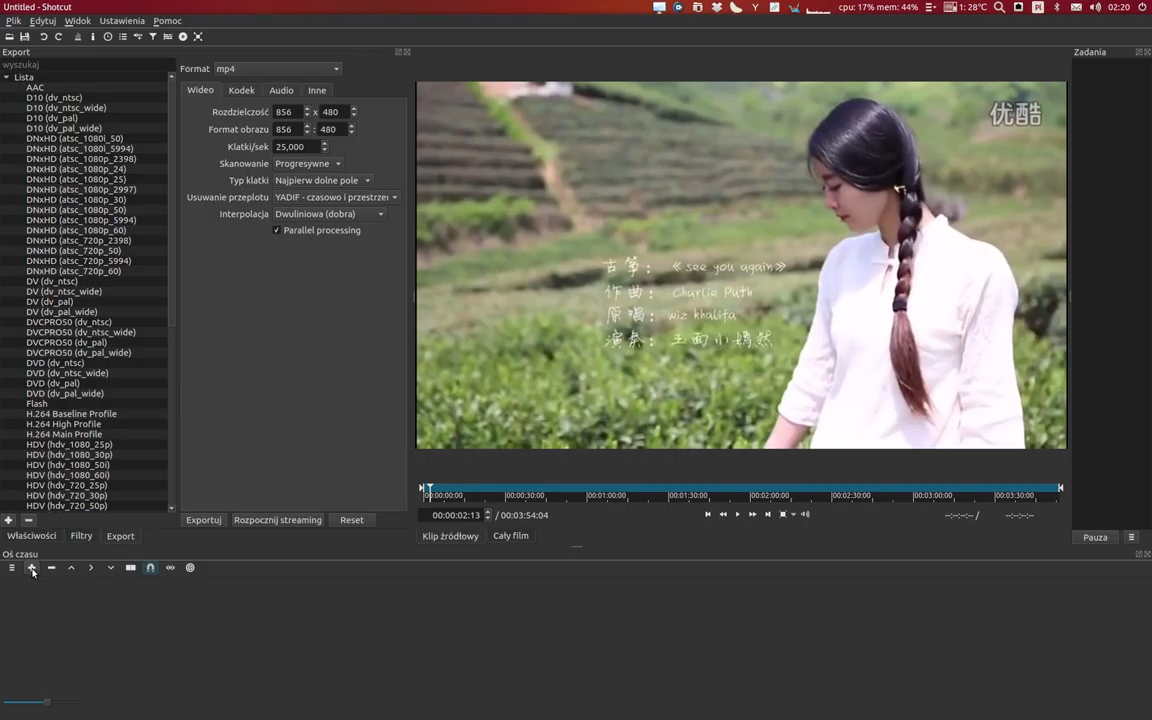 Untitled - Shotcut
cpu: 17% mem: 44%
1: 28°C
Pl
02:20
Plik Edytuj Widok Ustawienia Pomoc
Export
wyszukaj
Lista
AAC
D10 (dv_ntsc)
D10 (dv_ntsc_wide)
D10 (dv_pal)
D10 (dv_pal_wide)
DNxHD (atsc_1080i_50)
DNxHD (atsc_1080i_5994)
DNxHD (atsc_1080p_2398)
DNxHD (atsc_1080p_24)
DNxHD (atsc_1080p_25)
DNxHD (atsc_1080p_2997)
DNxHD (atsc_1080p_30)
DNxHD (atsc_1080p_50)
DNxHD (atsc_1080p_5994)
DNxHD (atsc_1080p_60)
DNxHD (atsc_720p_2398)
DNxHD (atsc_720p_50)
DNxHD (atsc_720p_5994)
DNxHD (atsc_720p_60)
DV (dv_ntsc)
DV (dv_ntsc_wide)
DV (dv_pal)
DV (dv_pal_wide)
DVCPRO50 (dv_ntsc)
DVCPRO50 (dv_ntsc_wide)
DVCPRO50 (dv_pal)
DVCPRO50 (dv_pal_wide)
DVD (dv_ntsc)
DVD (dv_ntsc_wide)
DVD (dv_pal)
DVD (dv_pal_wide)
Flash
H.264 Baseline Profile
H.264 High Profile
H.264 Main Profile
HDV (hdv_1080_25p)
HDV (hdv_1080_30p)
HDV (hdv_1080_50i)
HDV (hdv_1080_60i)
HDV (hdv_720_25p)
HDV (hdv_720_30p)
HDV (hdv_720_50p)
Format mp4
Wideo Kodek Audio Inne
Rozdzielczość 856 x 480
Format obrazu 856 : 480
Klatki/sek 25,000
Skanowanie Progresywne
Typ klatki Najpierw dolne pole
Usuwanie przeplotu YADIF - czasowo i przestrzen
Interpolacja Dwuliniowa (dobra)
Parallel processing
Exportuj Rozpocznij streaming Reset
Właściwości Filtry Export
优酷
古筝：《see you again》
作曲：Charlie Puth
原唱：wiz khalifa
演奏：玉面小嫣然
00:00:00:00 00:00:30:00 00:01:00:00 00:01:30:00 00:02:00:00 00:02:30:00 00:03:00:00 00:03:30:00
00:00:02:13 / 00:03:54:04
--:--:--:-- / --:--:--:--
Klip źródłowy Cały film
Zadania
Pauza
Oś czasu